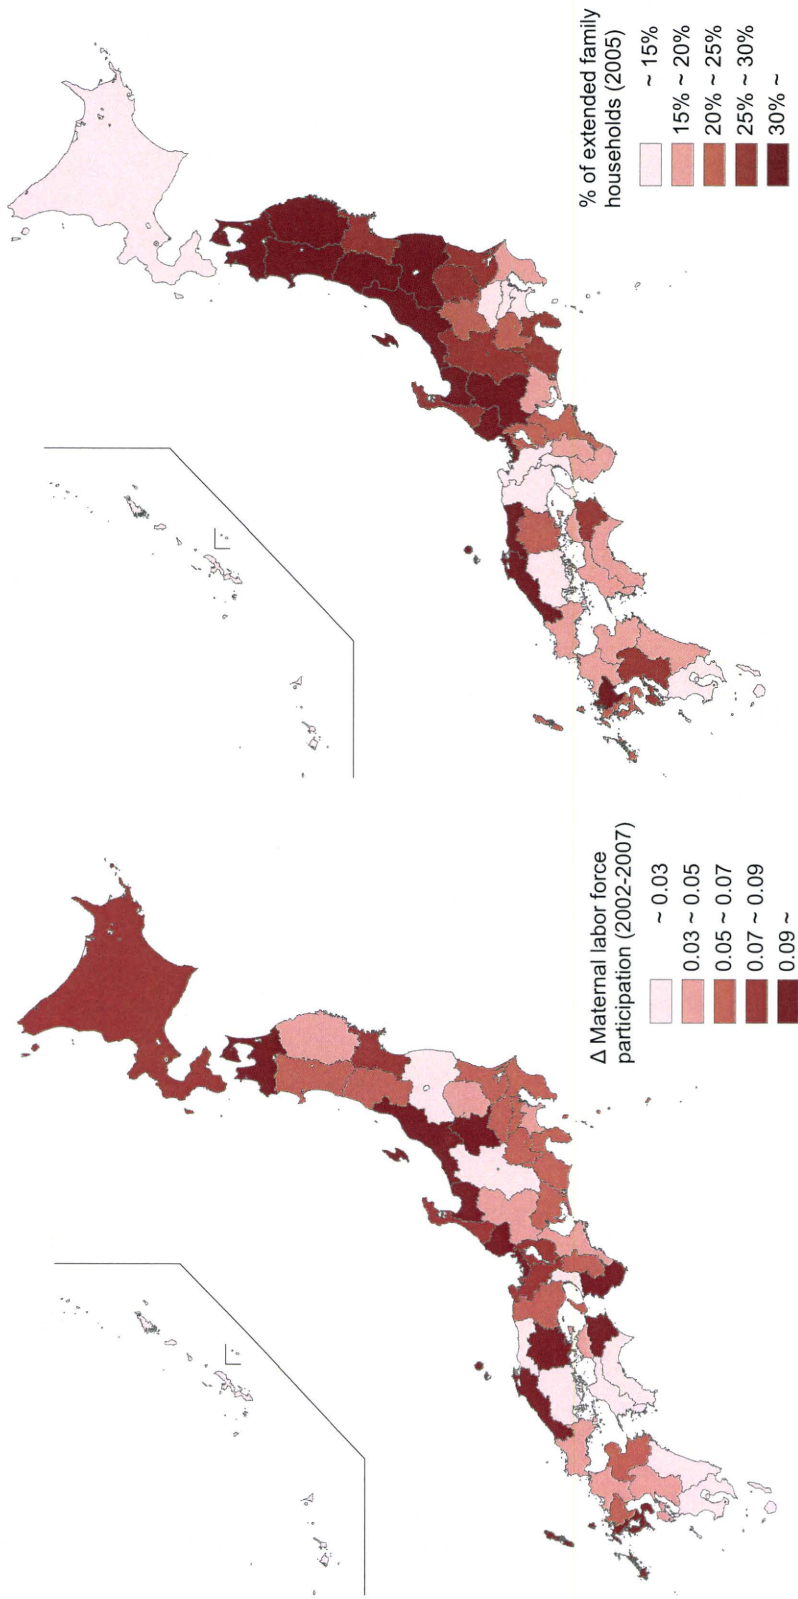 % of extended family
households (2005)
~ 15%
15% ~ 20%
20% ~ 25%
25% ~ 30%
30% ~
Δ Maternal labor force
participation (2002-2007)
~ 0.03
0.03 ~ 0.05
0.05 ~ 0.07
0.07 ~ 0.09
0.09 ~